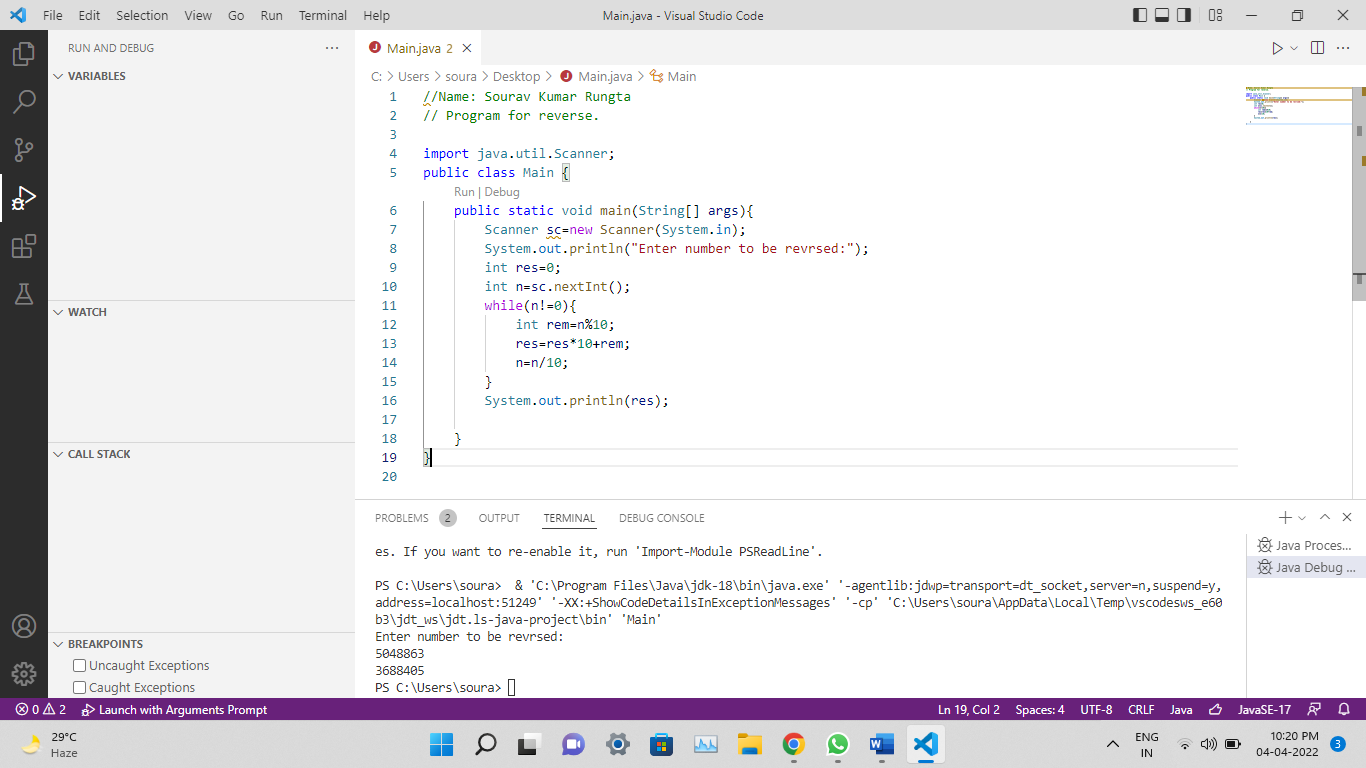 File Edit Selection View Go Run Terminal Help Main.java - Visual Studio Code
RUN AND DEBUG ···
VARIABLES
WATCH
CALL STACK
BREAKPOINTS
Uncaught Exceptions
Caught Exceptions
Main.java 2
C: > Users > soura > Desktop > Main.java > Main
1 //Name: Sourav Kumar Rungta
2 // Program for reverse.
3
4 import java.util.Scanner;
5 public class Main {
Run | Debug
6 public static void main(String[] args){
7 Scanner sc=new Scanner(System.in);
8 System.out.println("Enter number to be revrsed:");
9 int res=0;
10 int n=sc.nextInt();
11 while(n!=0){
12 int rem=n%10;
13 res=res*10+rem;
14 n=n/10;
15 }
16 System.out.println(res);
17
18 }
19 }
20
PROBLEMS 2 OUTPUT TERMINAL DEBUG CONSOLE
es. If you want to re-enable it, run 'Import-Module PSReadLine'.
PS C:\Users\soura> & 'C:\Program Files\Java\jdk-18\bin\java.exe' '-agentlib:jdwp=transport=dt_socket,server=n,suspend=y,
address=localhost:51249' '-XX:+ShowCodeDetailsInExceptionMessages' '-cp' 'C:\Users\soura\AppData\Local\Temp\vscodesws_e60
b3\jdt_ws\jdt.ls-java-project\bin' 'Main'
Enter number to be revrsed:
5048863
3688405
PS C:\Users\soura>
Java Proces...
Java Debug ...
0 2 Launch with Arguments Prompt Ln 19, Col 2 Spaces: 4 UTF-8 CRLF Java JavaSE-17
29°C
Haze
ENG
IN
10:20 PM
04-04-2022
3